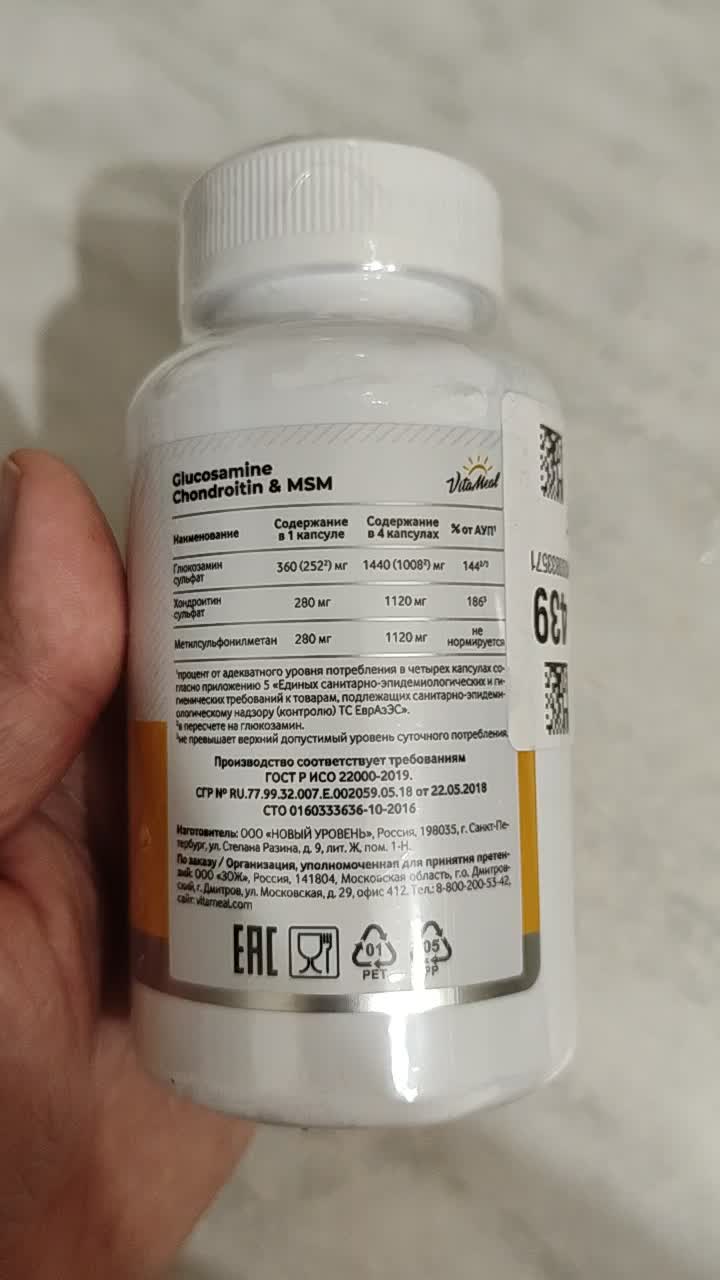 Glucosamine
Chondroitin & MSM
VitaMeal
Наименование
Содержание
в 1 капсуле
Содержание
в 4 капсулах
% от АУП¹
Глюкозамин
сульфат
360 (252²) мг
1440 (1008²) мг
144²/³
Хондроитин
сульфат
280 мг
1120 мг
186³
Метилсульфонилметан
280 мг
1120 мг
не
нормируется
¹процент от адекватного уровня потребления в четырех капсулах со-
гласно приложению 5 «Единых санитарно-эпидемиологических и ги-
гиенических требований к товарам, подлежащих санитарно-эпидеми-
ологическому надзору (контролю) ТС ЕврАзЭС».
²в пересчете на глюкозамин.
³не превышает верхний допустимый уровень суточного потребления.
Производство соответствует требованиям
ГОСТ Р ИСО 22000-2019.
СГР № RU.77.99.32.007.E.002059.05.18 от 22.05.2018
СТО 0160333636-10-2016
Изготовитель: ООО «НОВЫЙ УРОВЕНЬ», Россия, 198035, г. Санкт-Пе-
тербург, ул. Степана Разина, д. 9, лит. Ж, пом. 1-Н.
По заказу / Организация, уполномоченная для принятия претен-
зий: ООО «ЗОЖ», Россия, 141804, Московская область, г.о. Дмитров-
ский, г. Дмитров, ул. Московская, д. 29, офис 412. Тел.: 8-800-200-53-42,
сайт: vitameal.com
EAC
01
PET
05
PP
439